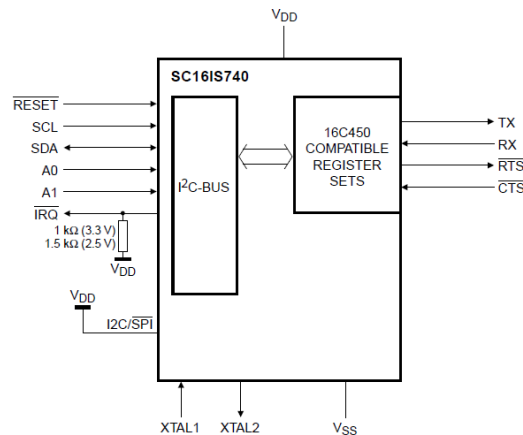 VDD
SC16IS740
RESET
SCL
SDA
A0
A1
IRQ
1 kΩ (3.3 V)
1.5 kΩ (2.5 V)
VDD
VDD
I2C/SPI
I²C-BUS
16C450
COMPATIBLE
REGISTER
SETS
TX
RX
RTS
CTS
XTAL1
XTAL2
VSS